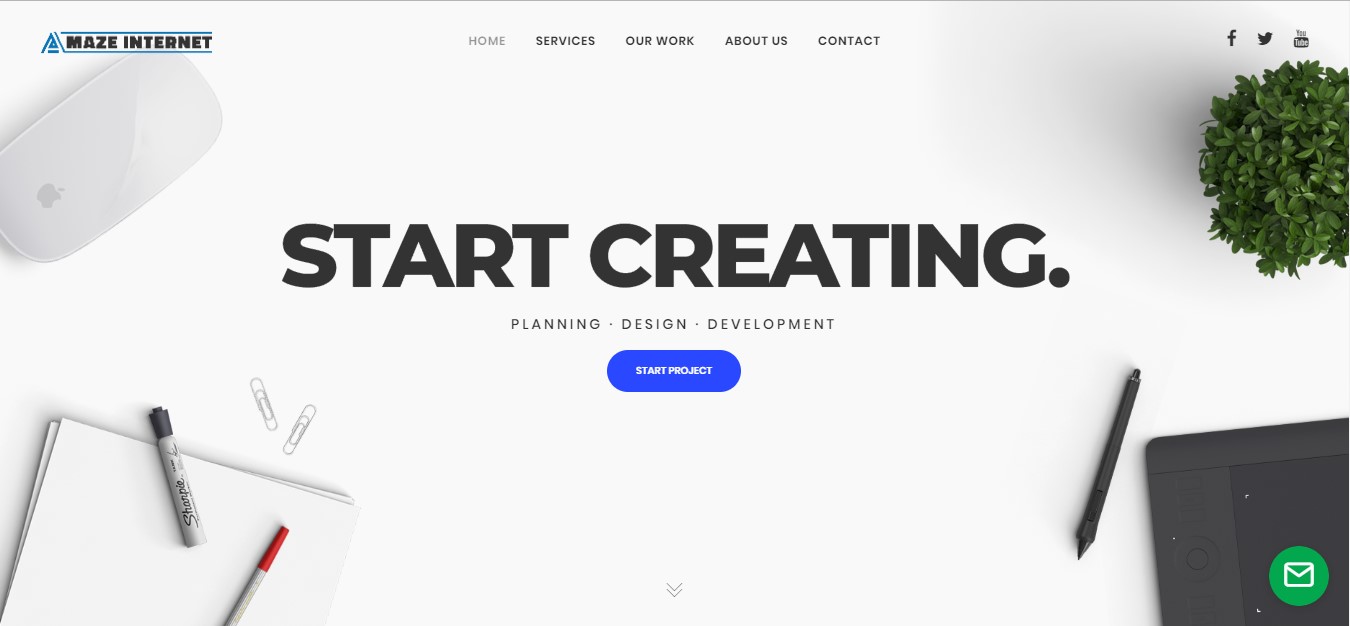 AMAZE INTERNET
HOME SERVICES OUR WORK ABOUT US CONTACT
You
Tube
START CREATING.
PLANNING · DESIGN · DEVELOPMENT
START PROJECT
Sharpie